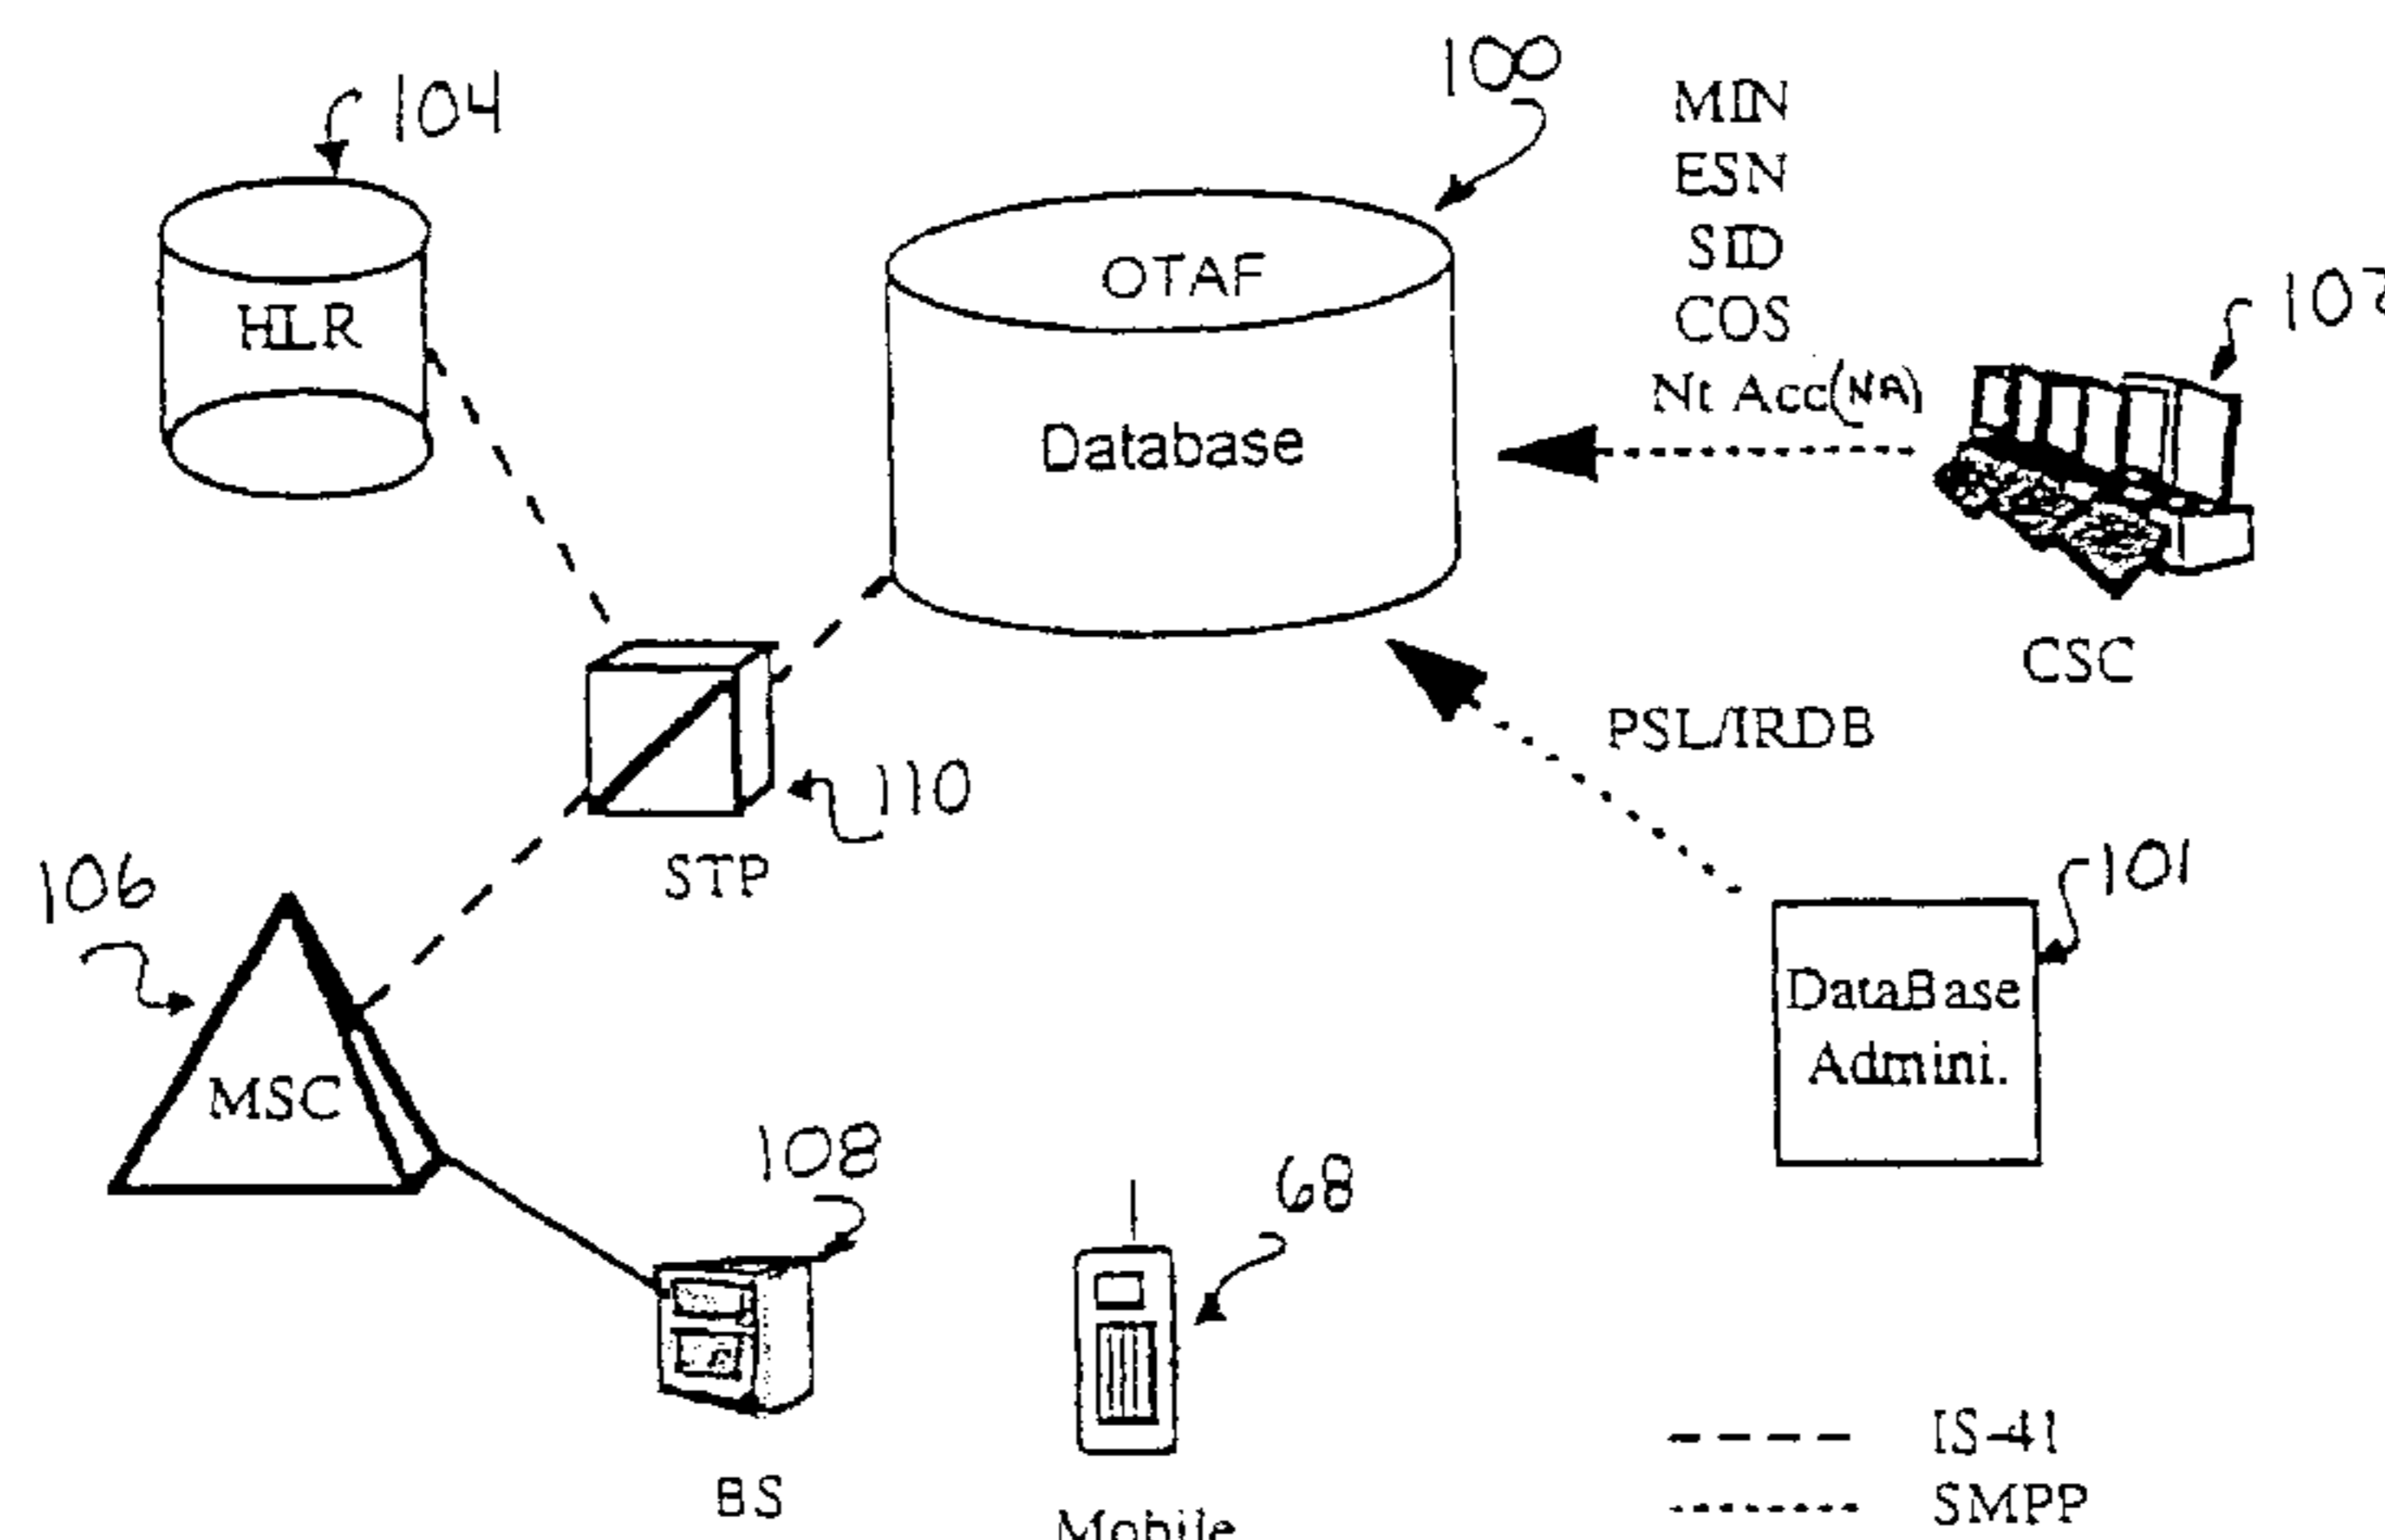 104
100
MIN
ESN
SID
COS
Nt Acc(NA)
HLR
OTAF
Database
CSC
PSL/IRDB
110
STP
106
101
DataBase
Admini.
MSC
108
68
BS
Mobile
IS-41
SMPP